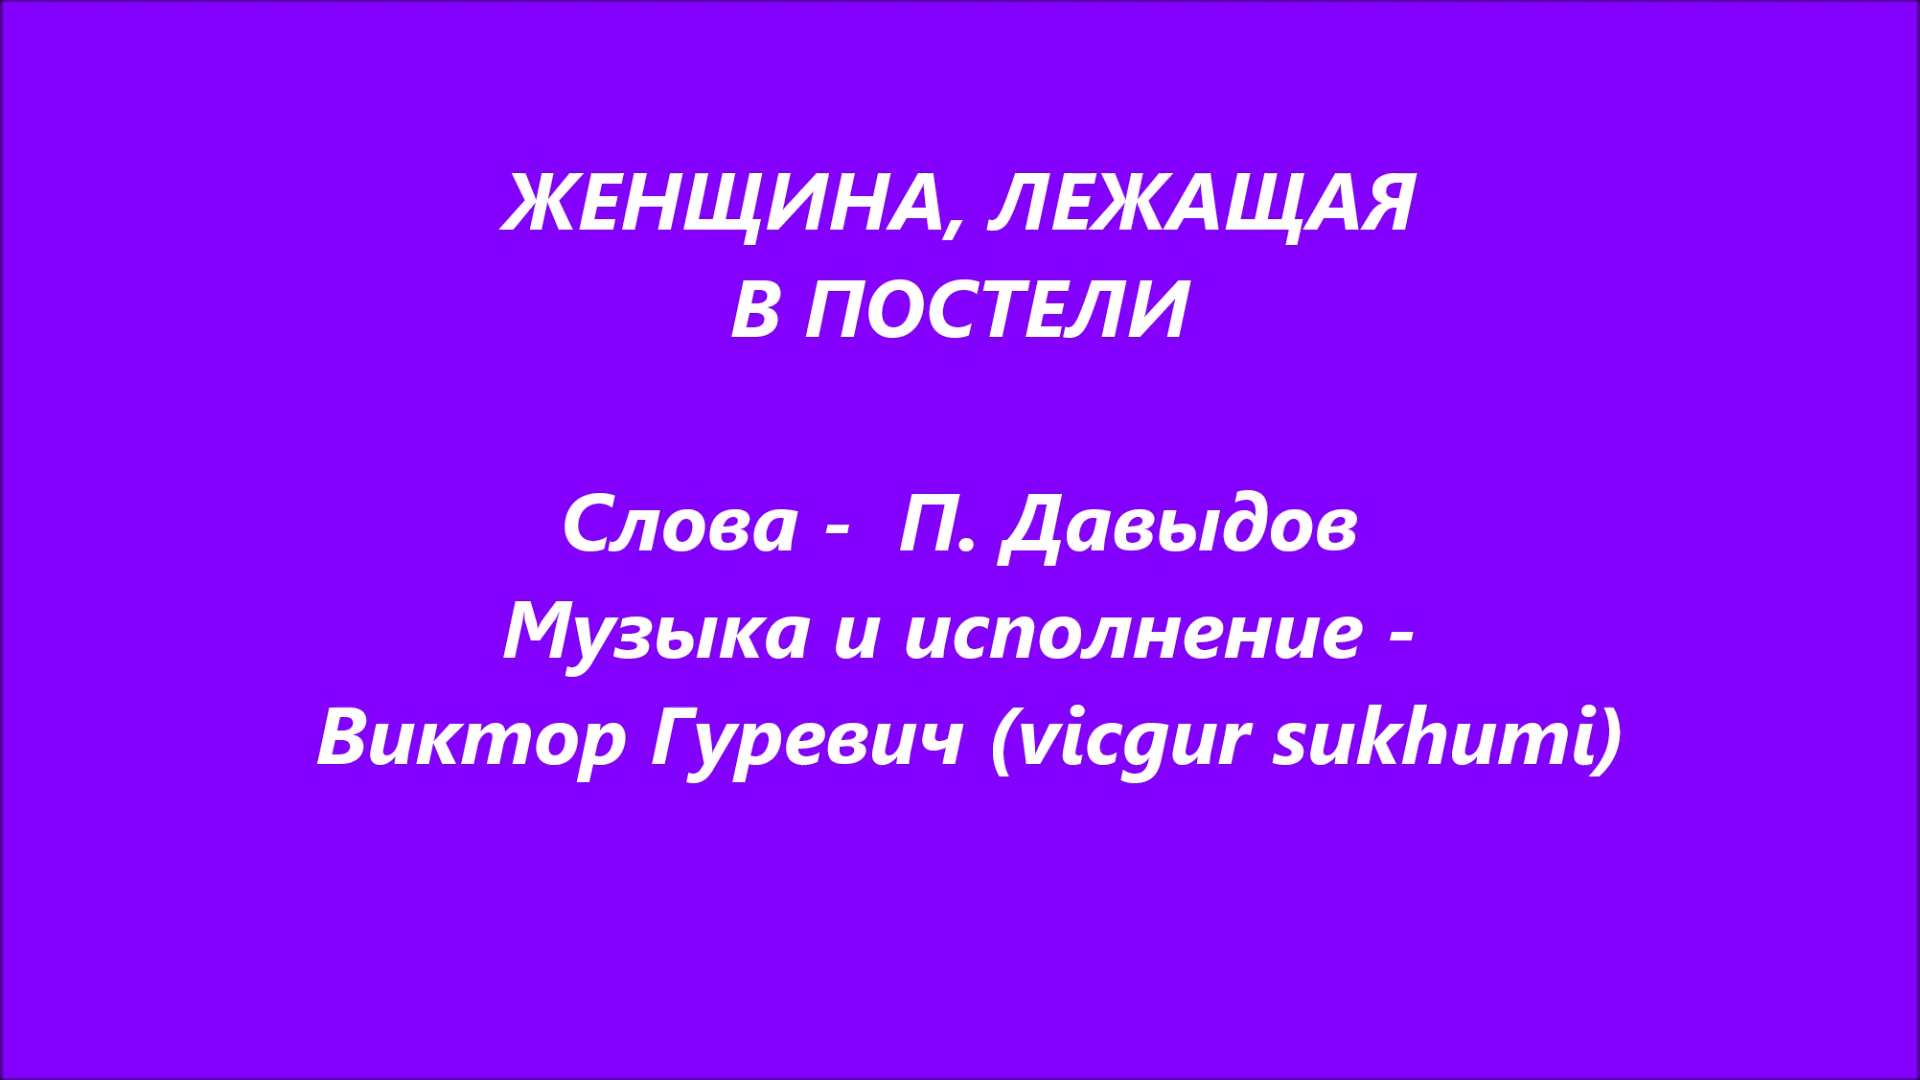 ЖЕНЩИНА, ЛЕЖАЩАЯ
В ПОСТЕЛИ
Слова - П. Давыдов
Музыка и исполнение -
Виктор Гуревич (vicgur sukhumi)